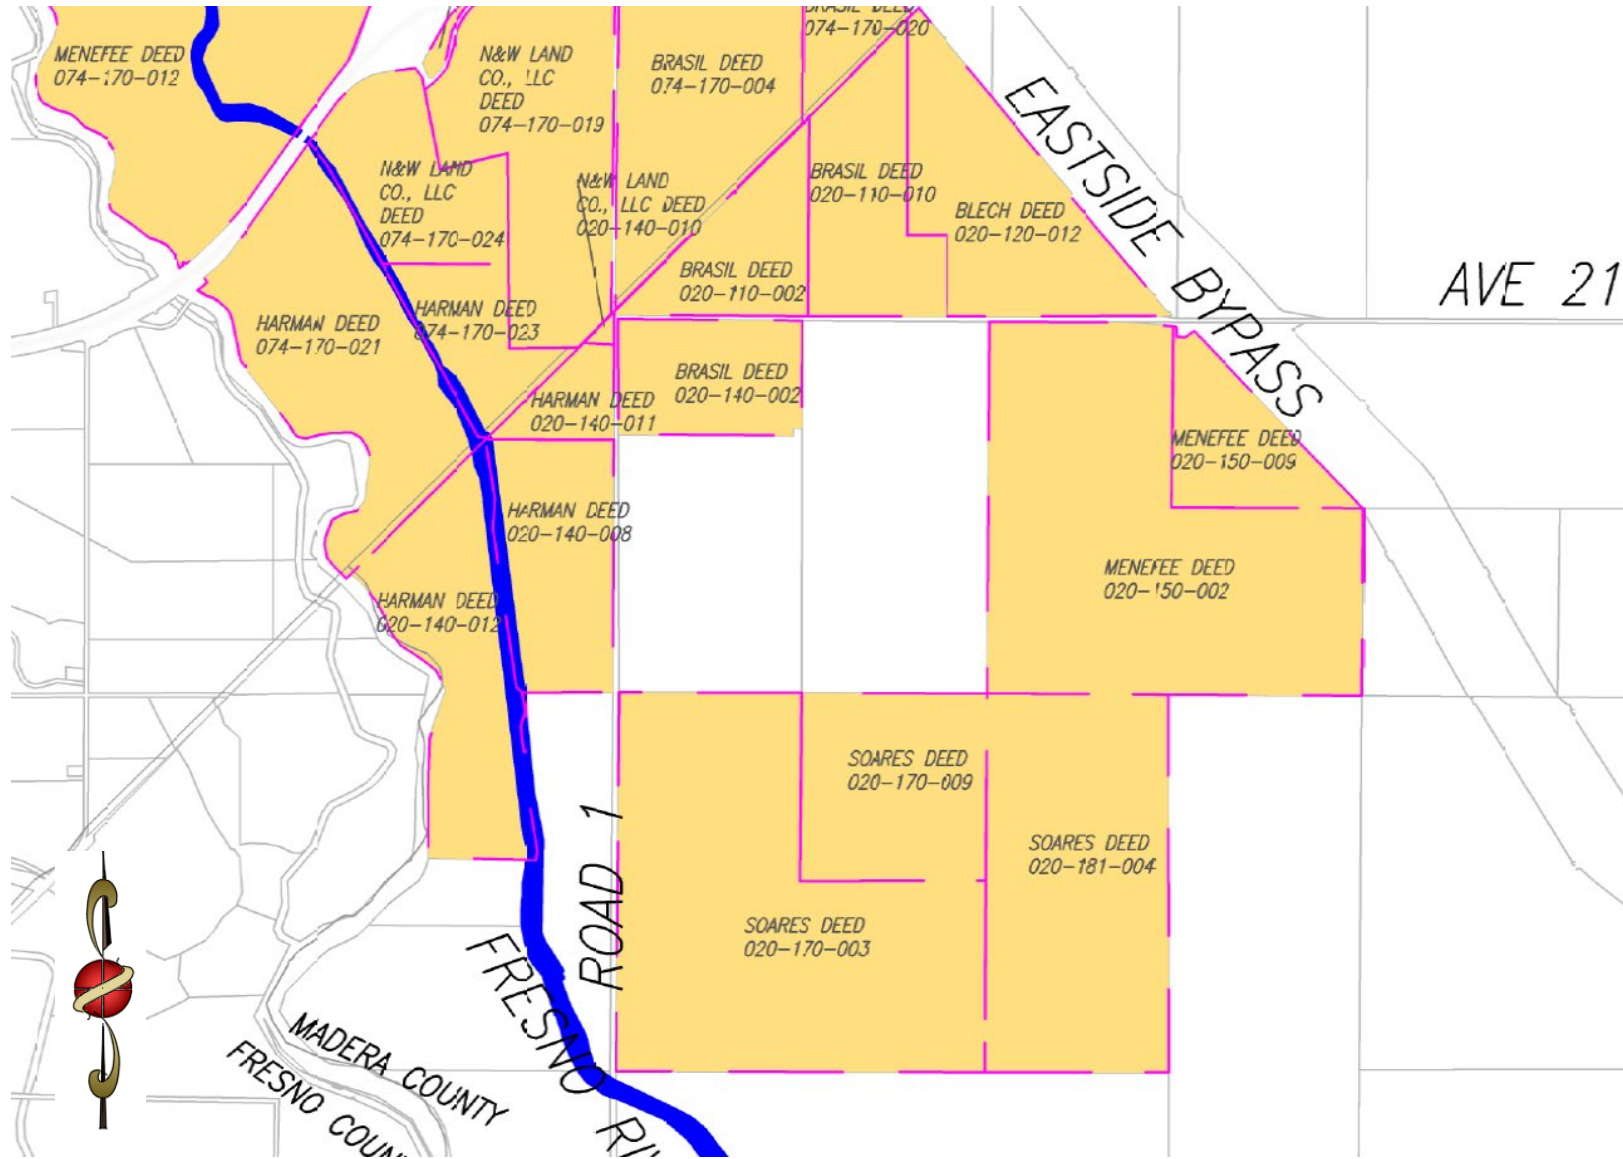 MENEFEE DEED
074-170-012
N&W LAND
CO., LLC
DEED
074-170-019
BRASIL DEED
074-170-004
BRASIL DEED
074-170-020
N&W LAND
CO., LLC
DEED
074-170-024
N&W LAND
CO., LLC DEED
020-140-010
BRASIL DEED
020-110-010
BLECH DEED
020-120-012
EASTSIDE BYPASS
AVE 21
BRASIL DEED
020-110-002
HARMAN DEED
074-170-021
HARMAN DEED
074-170-023
HARMAN DEED
020-140-011
BRASIL DEED
020-140-002
MENEFEE DEED
020-150-009
HARMAN DEED
020-140-008
MENEFEE DEED
020-150-002
HARMAN DEED
020-140-012
SOARES DEED
020-170-009
SOARES DEED
020-181-004
SOARES DEED
020-170-003
ROAD 1
FRESNO
MADERA COUNTY
FRESNO